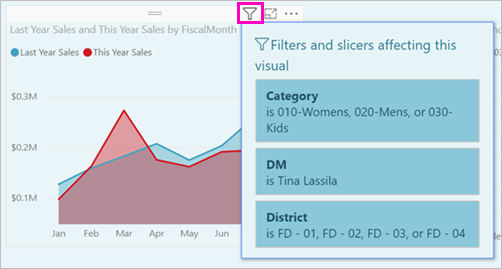 Last Year Sales and This Year Sales by FiscalMonth
Last Year Sales This Year Sales
$0.3M
$0.2M
$0.1M
Jan Feb Mar Apr May Jun
Filters and slicers affecting this
visual
Category
is 010-Womens, 020-Mens, or 030-
Kids
DM
is Tina Lassila
District
is FD - 01, FD - 02, FD - 03, or FD - 04